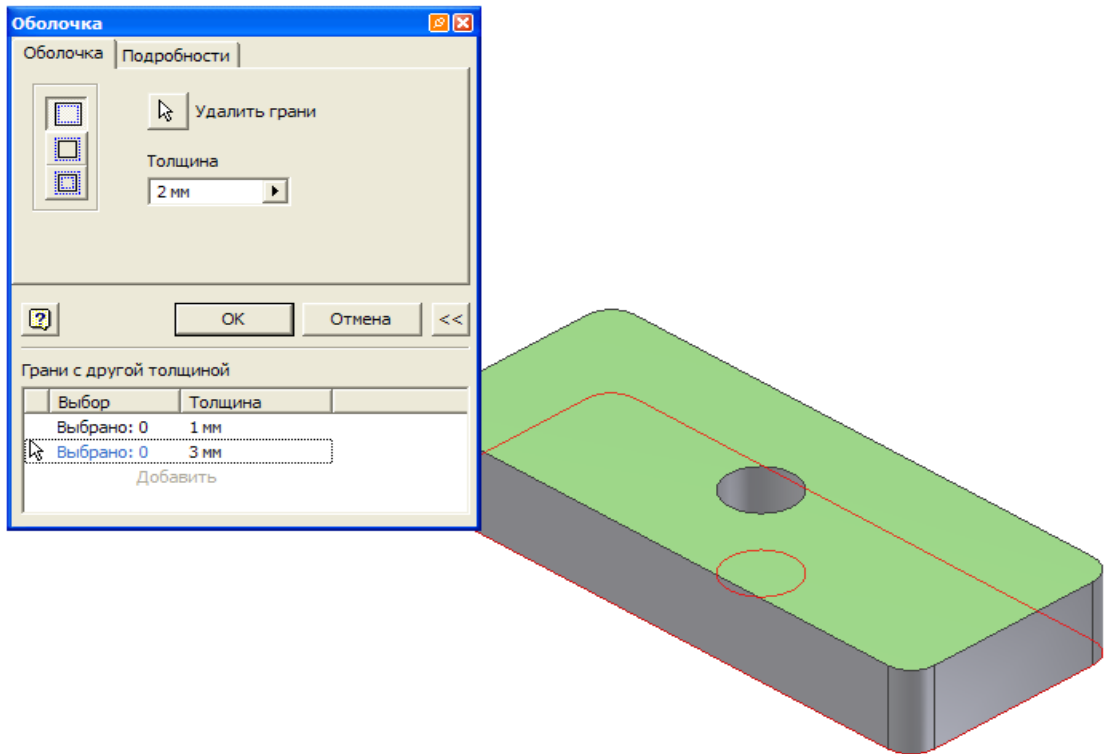 Оболочка
Оболочка Подробности
Удалить грани
Толщина
2 мм
OK Отмена <<
Грани с другой толщиной
Выбор Толщина
Выбрано: 0 1 мм
Выбрано: 0 3 мм
Добавить